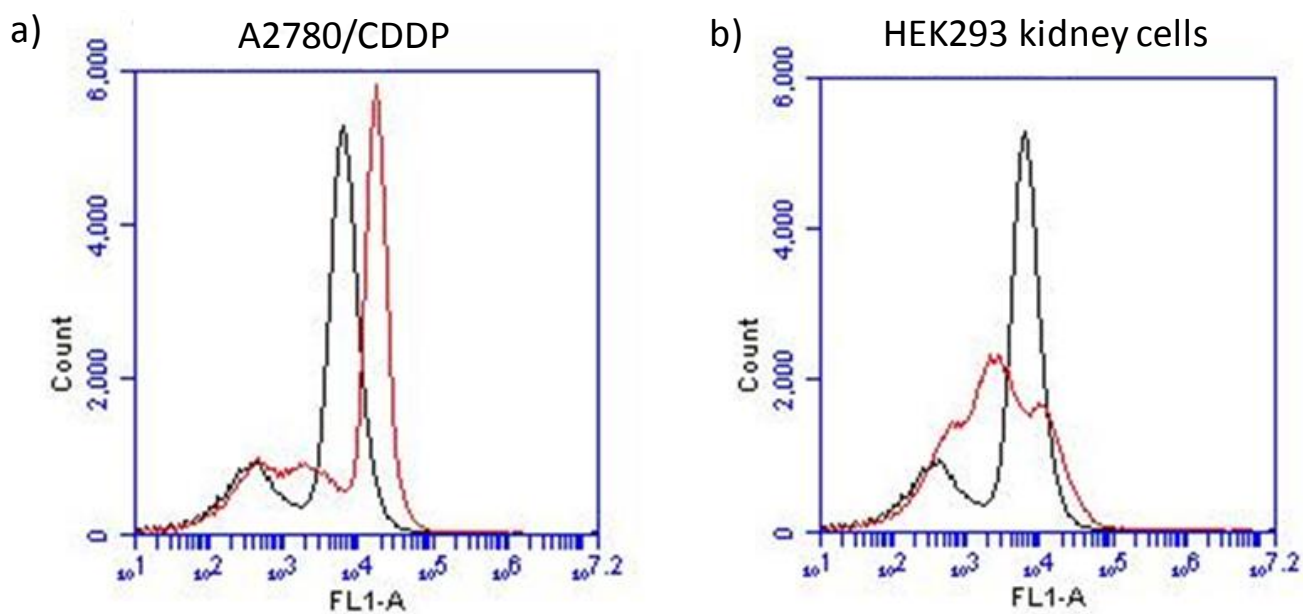 a) A2780/CDDP
6,000
4,000
2,000
0
Count
10^1 10^2 10^3 10^4 10^5 10^6 10^7.2
FL1-A
b) HEK293 kidney cells
6,000
4,000
2,000
0
Count
10^1 10^2 10^3 10^4 10^5 10^6 10^7.2
FL1-A